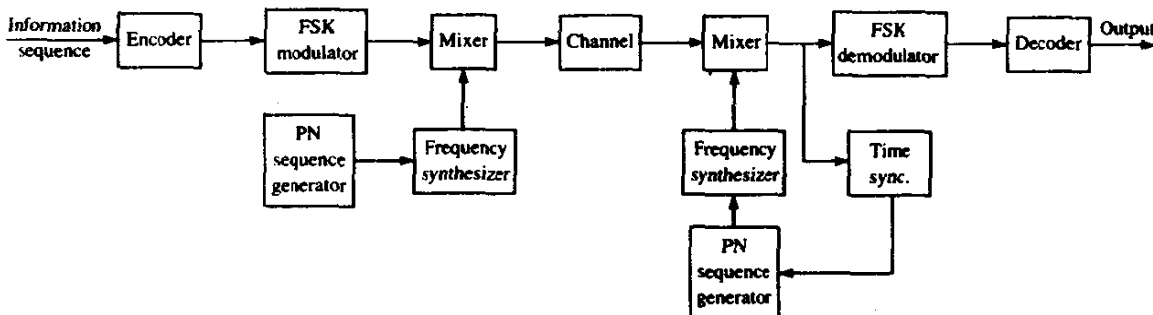 Information
sequence
Encoder
FSK
modulator
Mixer
Channel
Mixer
FSK
demodulator
Decoder
Output
PN
sequence
generator
Frequency
synthesizer
Frequency
synthesizer
Time
sync.
PN
sequence
generator